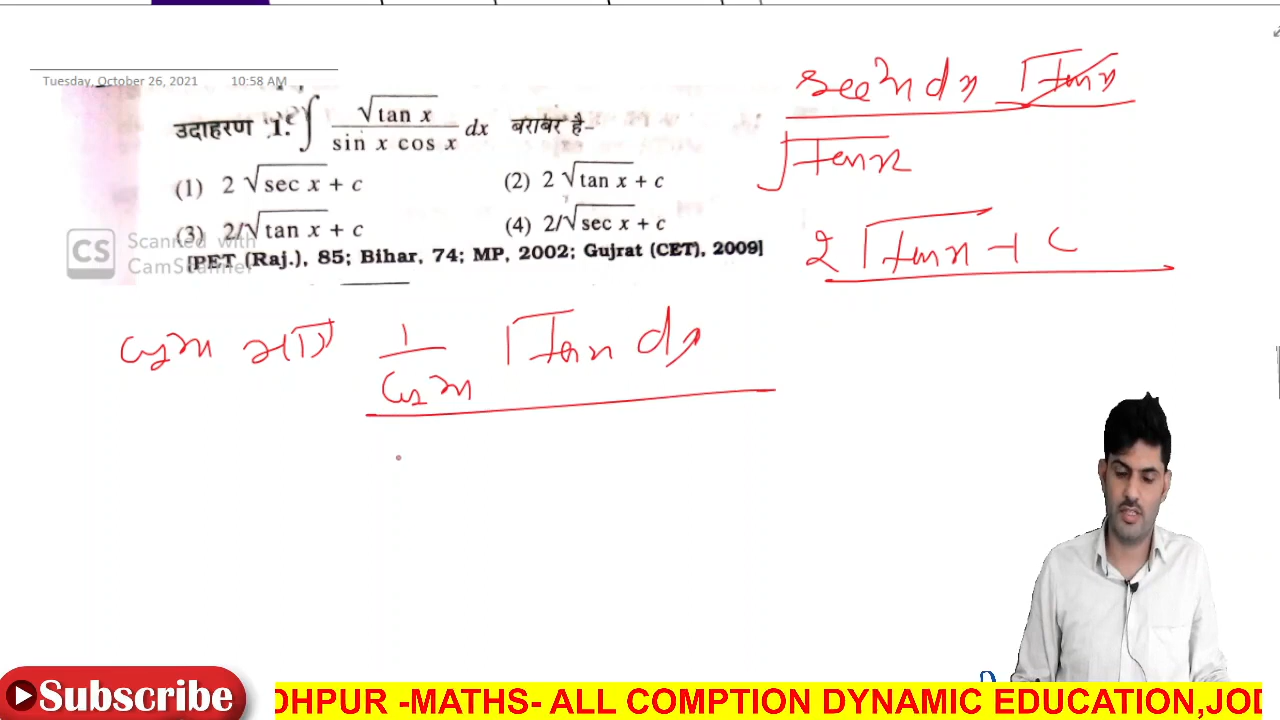 Tuesday, October 26, 2021 10:58 AM
उदाहरण 1. ∫ √tan x / sin x cos x dx बराबर है–
(1) 2 √sec x + c
(2) 2 √tan x + c
(3) 2/√tan x + c
(4) 2/√sec x + c
[PET (Raj.), 85; Bihar, 74; MP, 2002; Gujrat (CET), 2009]
CS Scanned with
CamScanner
sec²x dx √tan x
√tan x
2 √tan x + c
1 √tan dx
Subscribe
DHPUR -MATHS- ALL COMPTION DYNAMIC EDUCATION,JOD